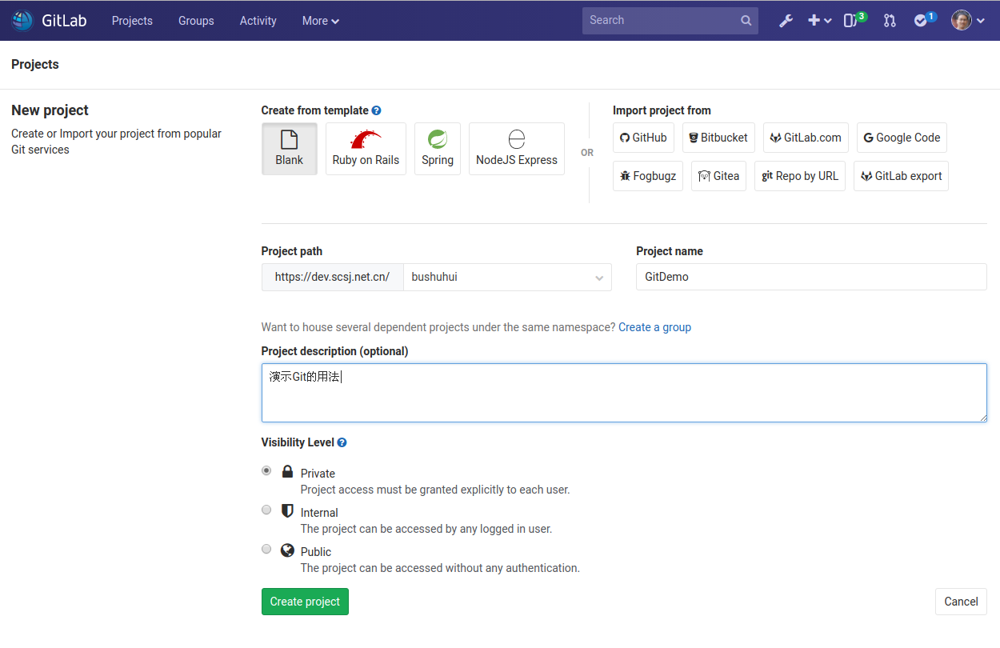 GitLab Projects Groups Activity More Search 3 1
Projects
New project
Create or Import your project from popular
Git services
Create from template
Blank Ruby on Rails Spring NodeJS Express
OR
Import project from
GitHub Bitbucket GitLab.com Google Code
Fogbugz Gitea git Repo by URL GitLab export
Project path
https://dev.scsj.net.cn/ bushuhui
Project name
GitDemo
Want to house several dependent projects under the same namespace? Create a group
Project description (optional)
演示Git的用法
Visibility Level
Private
Project access must be granted explicitly to each user.
Internal
The project can be accessed by any logged in user.
Public
The project can be accessed without any authentication.
Create project Cancel